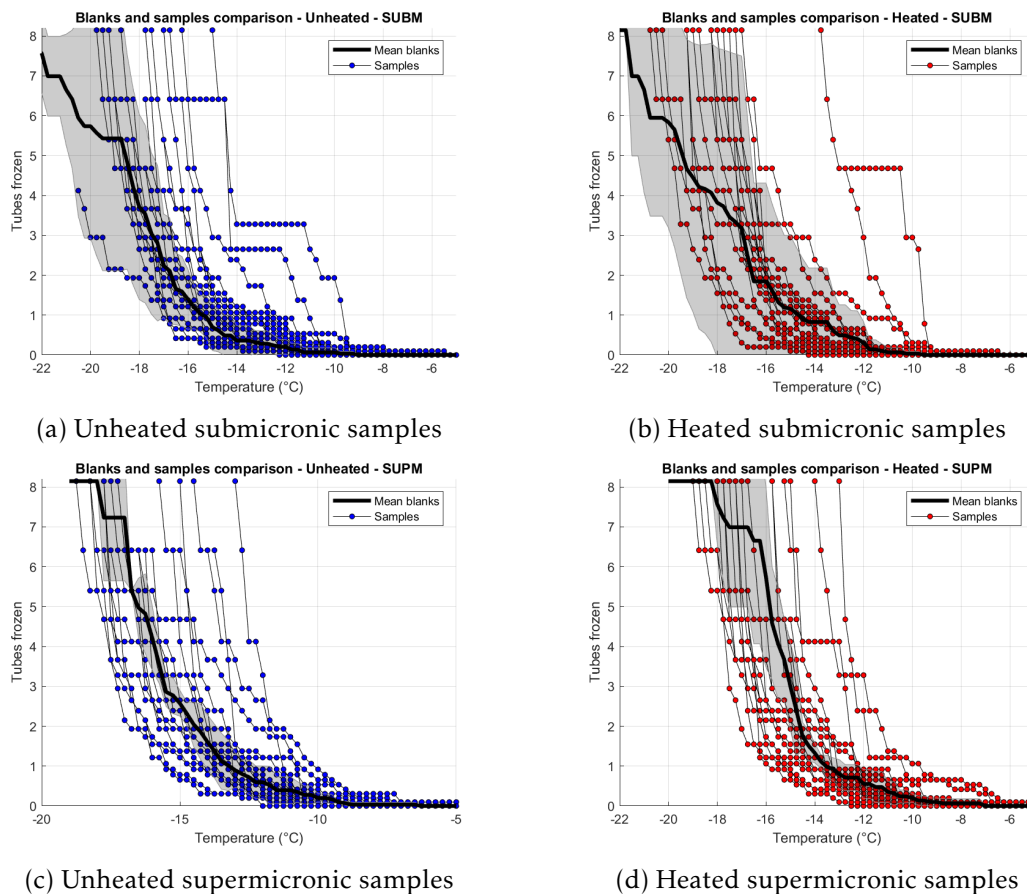 Blanks and samples comparison - Unheated - SUBM
8
7
6
5
4
3
2
1
0
Tubes frozen
Mean blanks
Samples
-22 -20 -18 -16 -14 -12 -10 -8 -6
Temperature (°C)
(a) Unheated submicronic samples
Blanks and samples comparison - Heated - SUBM
8
7
6
5
4
3
2
1
0
Tubes frozen
Mean blanks
Samples
-22 -20 -18 -16 -14 -12 -10 -8 -6
Temperature (°C)
(b) Heated submicronic samples
Blanks and samples comparison - Unheated - SUPM
8
7
6
5
4
3
2
1
0
Tubes frozen
Mean blanks
Samples
-20 -15 -10 -5
Temperature (°C)
(c) Unheated supermicronic samples
Blanks and samples comparison - Heated - SUPM
8
7
6
5
4
3
2
1
0
Tubes frozen
Mean blanks
Samples
-22 -20 -18 -16 -14 -12 -10 -8 -6
Temperature (°C)
(d) Heated supermicronic samples